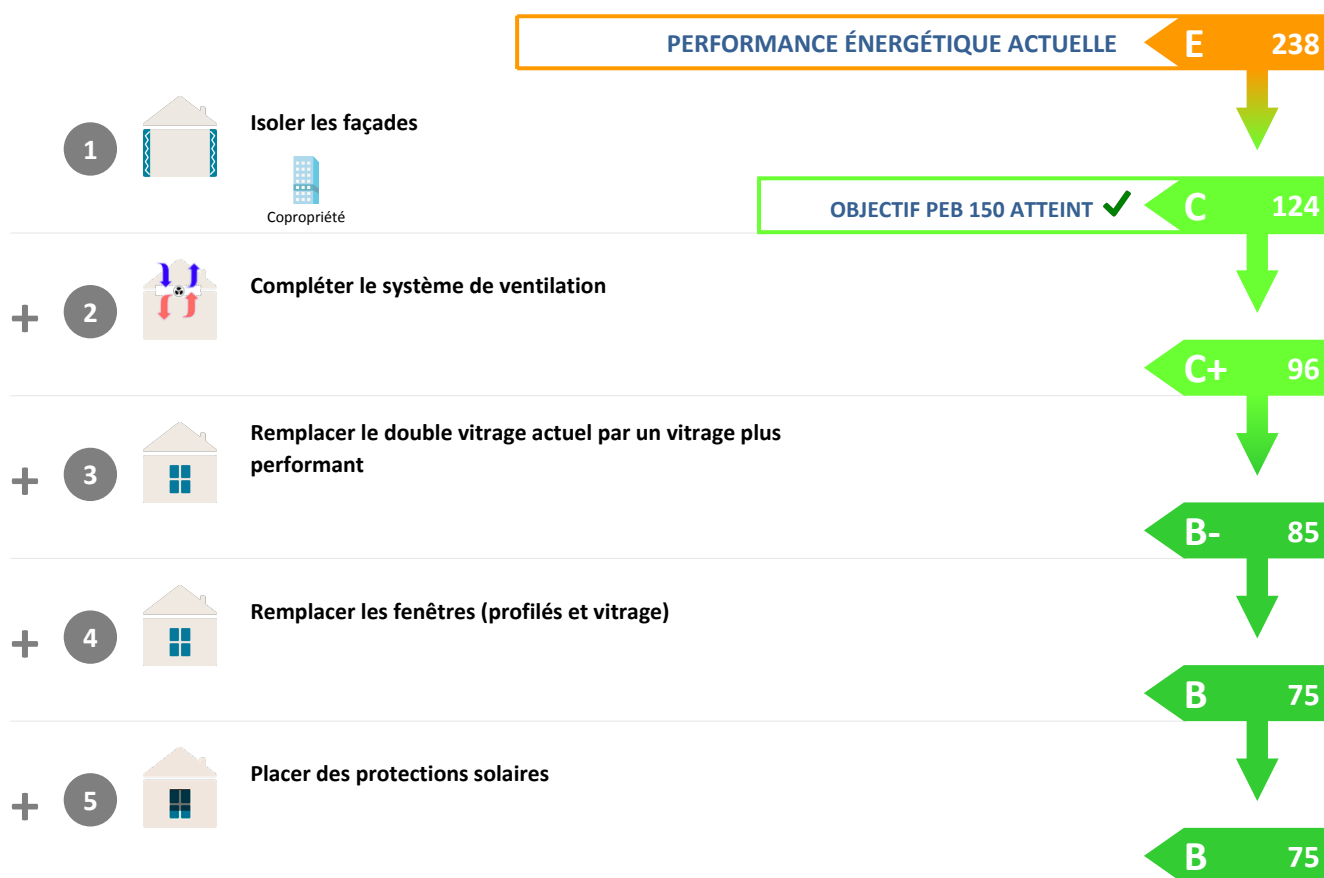 PERFORMANCE ÉNERGÉTIQUE ACTUELLE E 238
1 Isoler les façades
Copropriété
OBJECTIF PEB 150 ATTEINT ✔ C 124
+ 2 Compléter le système de ventilation
C+ 96
+ 3 Remplacer le double vitrage actuel par un vitrage plus
performant
B- 85
+ 4 Remplacer les fenêtres (profilés et vitrage)
B 75
+ 5 Placer des protections solaires
B 75